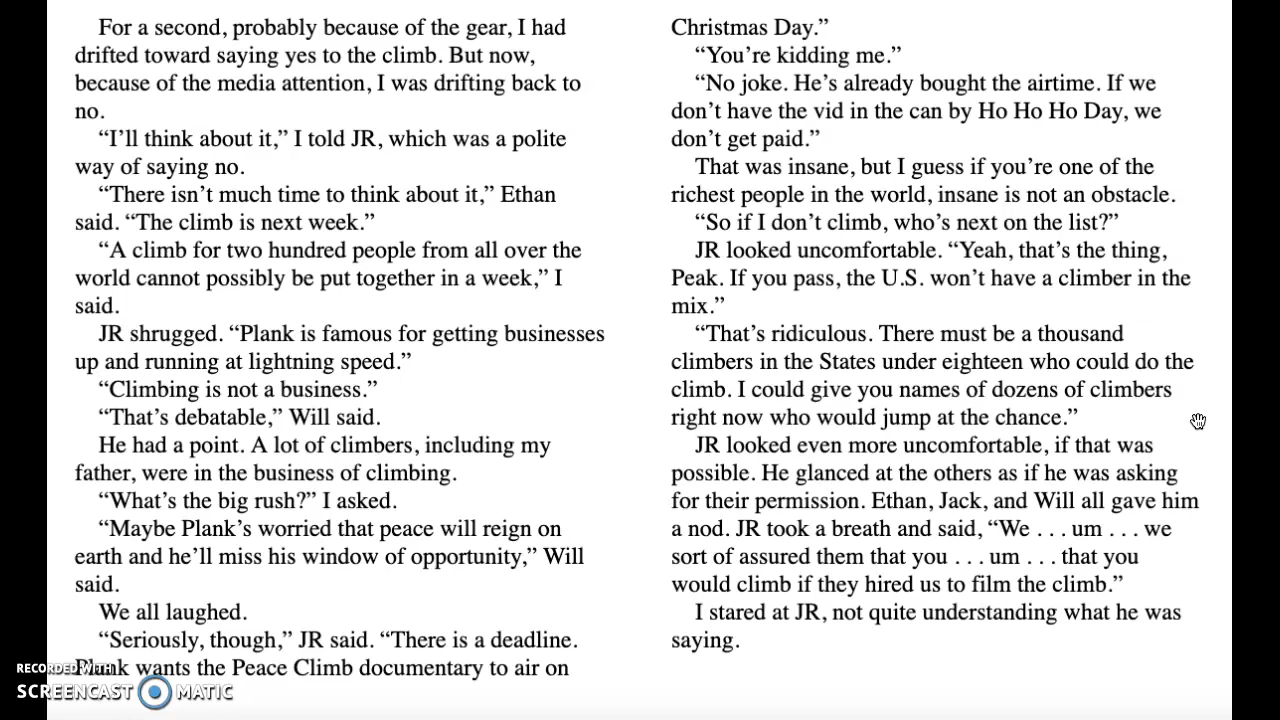 For a second, probably because of the gear, I had
drifted toward saying yes to the climb. But now,
because of the media attention, I was drifting back to
no.
“I’ll think about it,” I told JR, which was a polite
way of saying no.
“There isn’t much time to think about it,” Ethan
said. “The climb is next week.”
“A climb for two hundred people from all over the
world cannot possibly be put together in a week,” I
said.
JR shrugged. “Plank is famous for getting businesses
up and running at lightning speed.”
“Climbing is not a business.”
“That’s debatable,” Will said.
He had a point. A lot of climbers, including my
father, were in the business of climbing.
“What’s the big rush?” I asked.
“Maybe Plank’s worried that peace will reign on
earth and he’ll miss his window of opportunity,” Will
said.
We all laughed.
“Seriously, though,” JR said. “There is a deadline.
Plank wants the Peace Climb documentary to air on
Christmas Day.”
“You’re kidding me.”
“No joke. He’s already bought the airtime. If we
don’t have the vid in the can by Ho Ho Ho Day, we
don’t get paid.”
That was insane, but I guess if you’re one of the
richest people in the world, insane is not an obstacle.
“So if I don’t climb, who’s next on the list?”
JR looked uncomfortable. “Yeah, that’s the thing,
Peak. If you pass, the U.S. won’t have a climber in the
mix.”
“That’s ridiculous. There must be a thousand
climbers in the States under eighteen who could do the
climb. I could give you names of dozens of climbers
right now who would jump at the chance.”
JR looked even more uncomfortable, if that was
possible. He glanced at the others as if he was asking
for their permission. Ethan, Jack, and Will all gave him
a nod. JR took a breath and said, “We . . . um . . . we
sort of assured them that you . . . um . . . that you
would climb if they hired us to film the climb.”
I stared at JR, not quite understanding what he was
saying.
RECORDED WITH
SCREENCAST MATIC